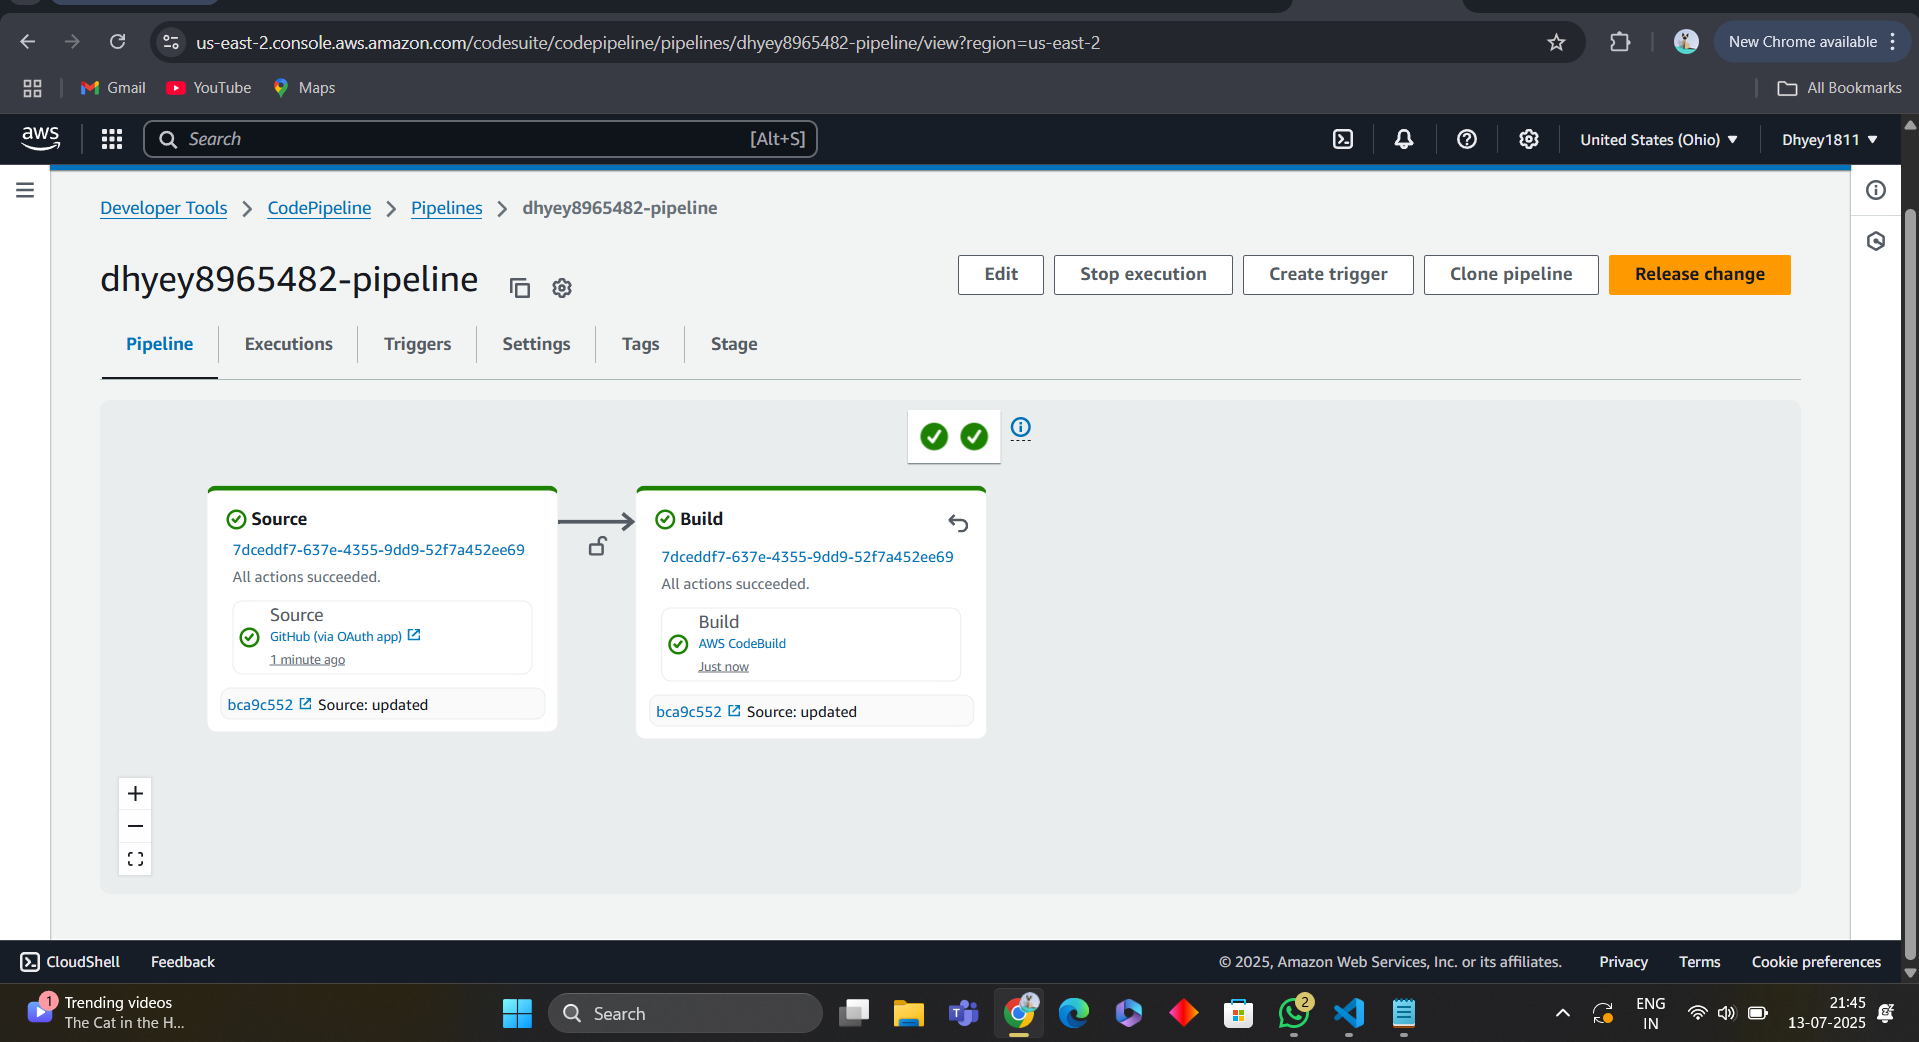 us-east-2.console.aws.amazon.com/codesuite/codepipeline/pipelines/dhyey8965482-pipeline/view?region=us-east-2
New Chrome available
Gmail
YouTube
Maps
All Bookmarks
aws
Search
[Alt+S]
United States (Ohio)
Dhyey1811
Developer Tools
CodePipeline
Pipelines
dhyey8965482-pipeline
dhyey8965482-pipeline
Edit
Stop execution
Create trigger
Clone pipeline
Release change
Pipeline
Executions
Triggers
Settings
Tags
Stage
Source
7dceddf7-637e-4355-9dd9-52f7a452ee69
All actions succeeded.
Source
GitHub (via OAuth app)
1 minute ago
bca9c552 Source: updated
Build
7dceddf7-637e-4355-9dd9-52f7a452ee69
All actions succeeded.
Build
AWS CodeBuild
Just now
bca9c552 Source: updated
CloudShell
Feedback
© 2025, Amazon Web Services, Inc. or its affiliates.
Privacy
Terms
Cookie preferences
1
Trending videos
The Cat in the H...
Search
2
ENG
IN
21:45
13-07-2025